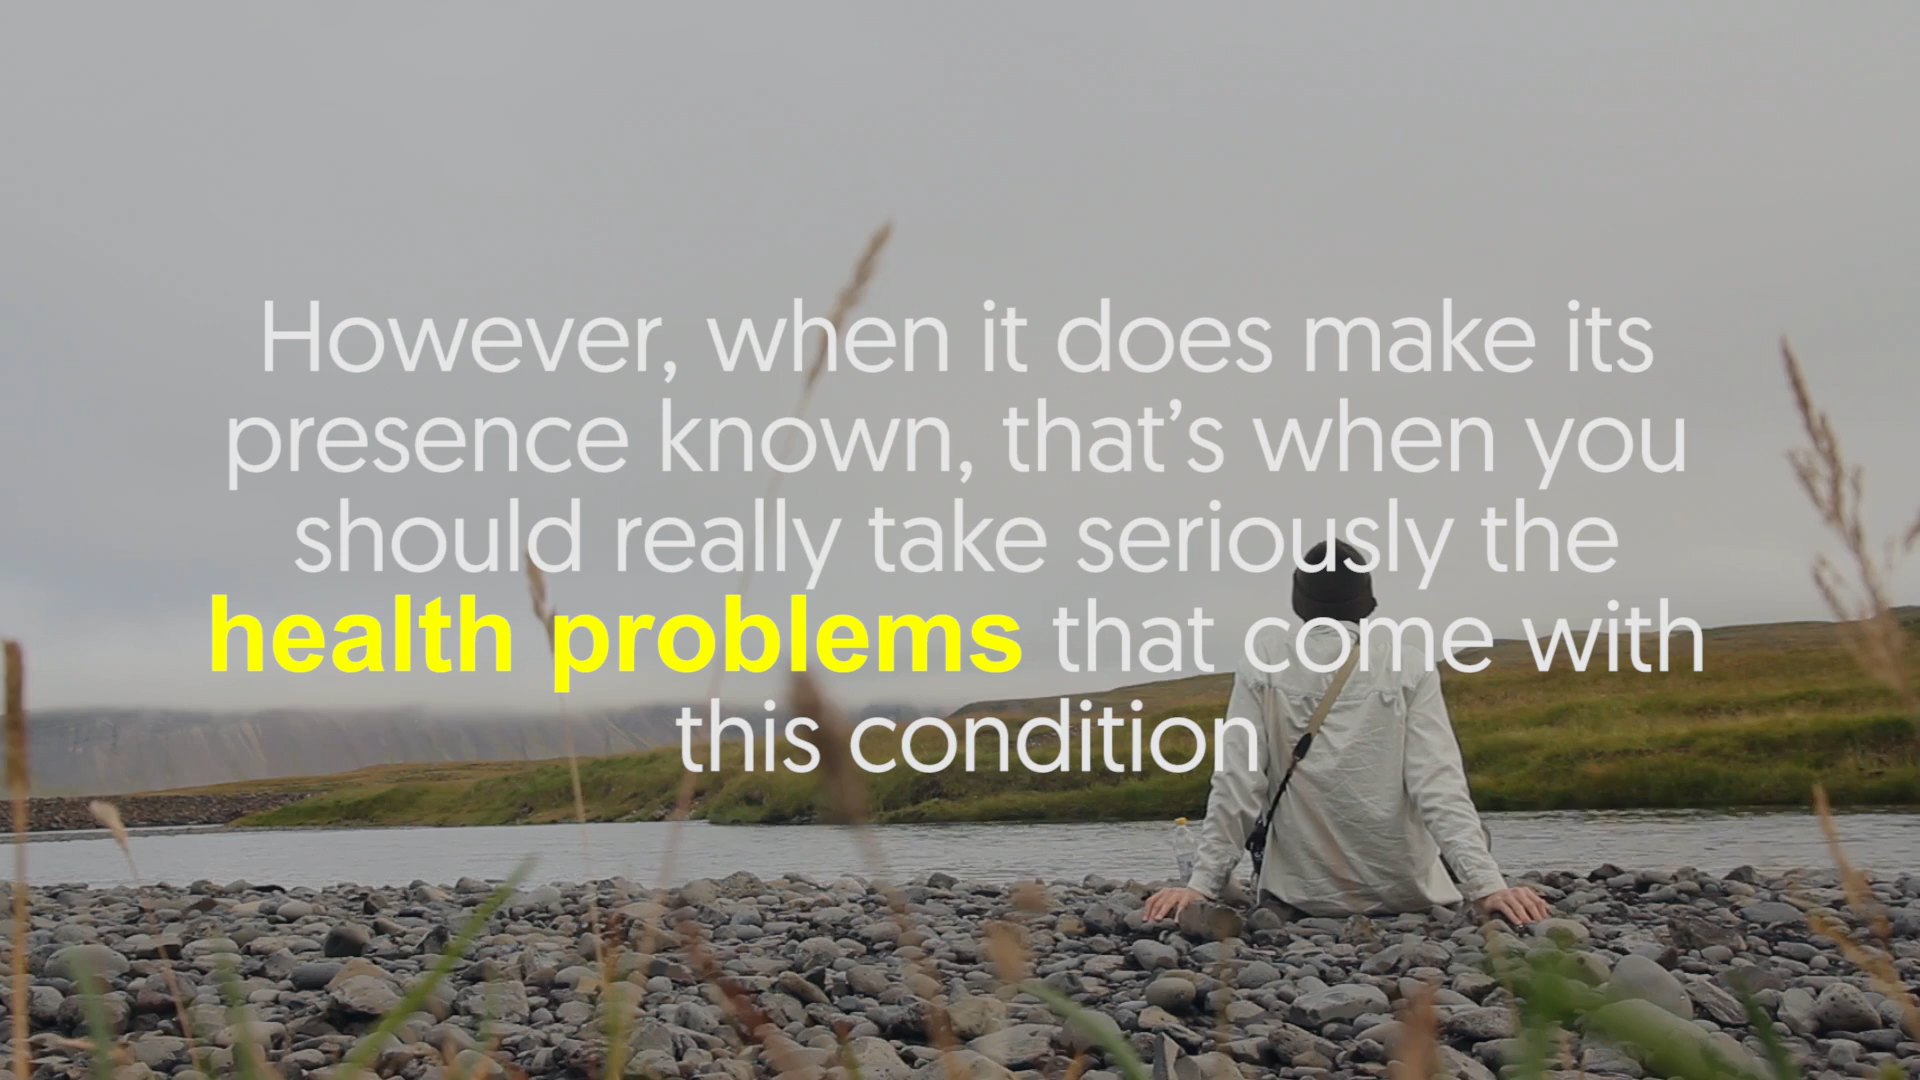 However, when it does make its
presence known, that’s when you
should really take seriously the
health problems that come with
this condition